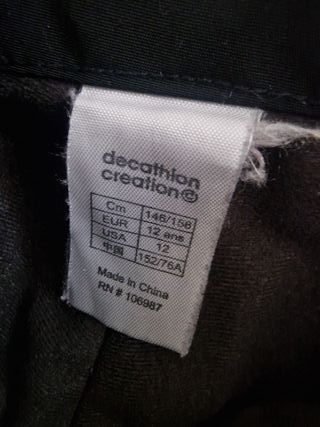 decathlon
creation©
Cm 146/156
EUR 12 ans
USA 12
中国 152/76A
Made in China
RN # 106987